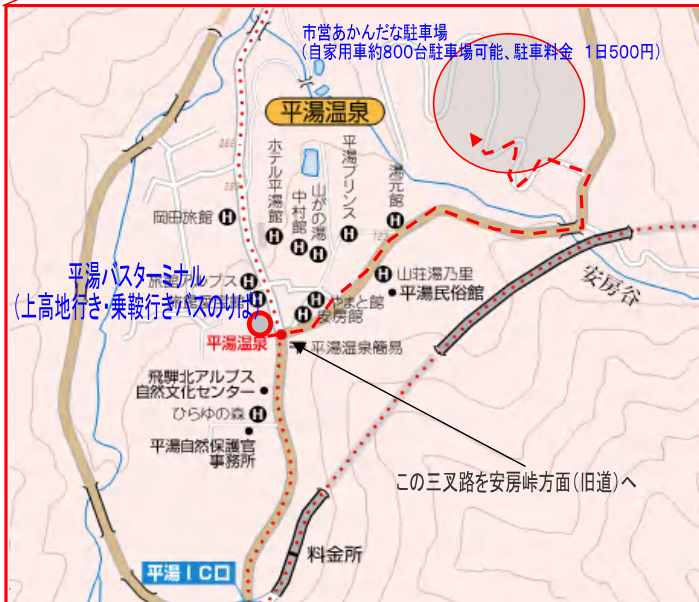 市営あかんだな駐車場
(自家用車約800台駐車場可能、駐車料金 1日500円)
平湯温泉
ホテル平湯館
中村館
山がの湯
平湯プリンス
湯元館
岡田旅館
山荘湯乃里
平湯民俗館
安房谷
平湯バスターミナル
(上高地行き・乗鞍行きバスのりば)
アルプス
やまと館
安房館
平湯温泉
平湯温泉簡易
飛騨北アルプス
自然文化センター
ひらゆの森
平湯自然保護官
事務所
この三叉路を安房峠方面(旧道)へ
料金所
平湯IC口